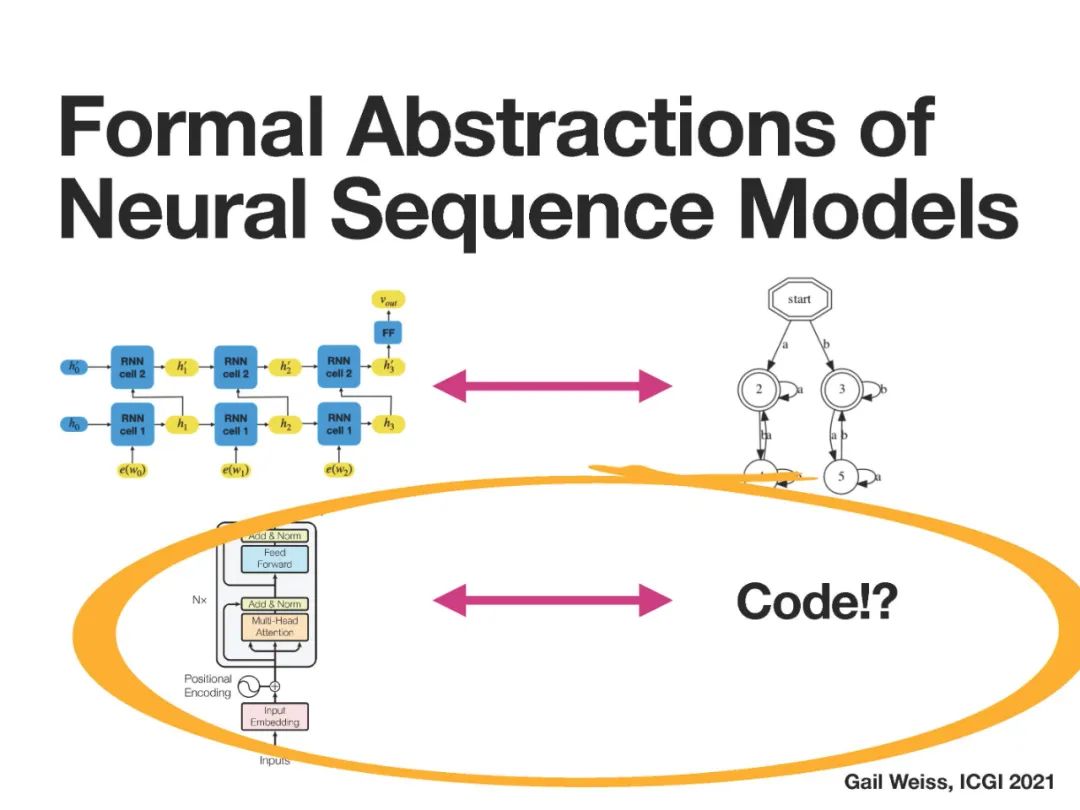 Formal Abstractions of
Neural Sequence Models
v_out
FF
h'_0
RNN
cell 2
h'_1
RNN
cell 2
h'_2
RNN
cell 2
h'_3
h_0
RNN
cell 1
h_1
RNN
cell 1
h_2
RNN
cell 1
h_3
e(w_0)
e(w_1)
e(w_2)
start
a
b
2
a
3
b
a
b
5
a
Add & Norm
Feed
Forward
N×
Add & Norm
Multi-Head
Attention
Positional
Encoding
Input
Embedding
Inputs
Code!?
Gail Weiss, ICGI 2021